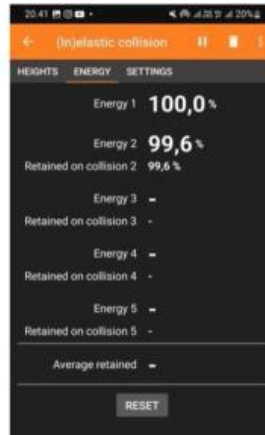 20.41 20%
(In)elastic collision
HEIGHTS ENERGY SETTINGS
Energy 1 100,0 %
Energy 2 99,6 %
Retained on collision 2 99,6 %
Energy 3 -
Retained on collision 3 -
Energy 4 -
Retained on collision 4 -
Energy 5 -
Retained on collision 5 -
Average retained -
RESET